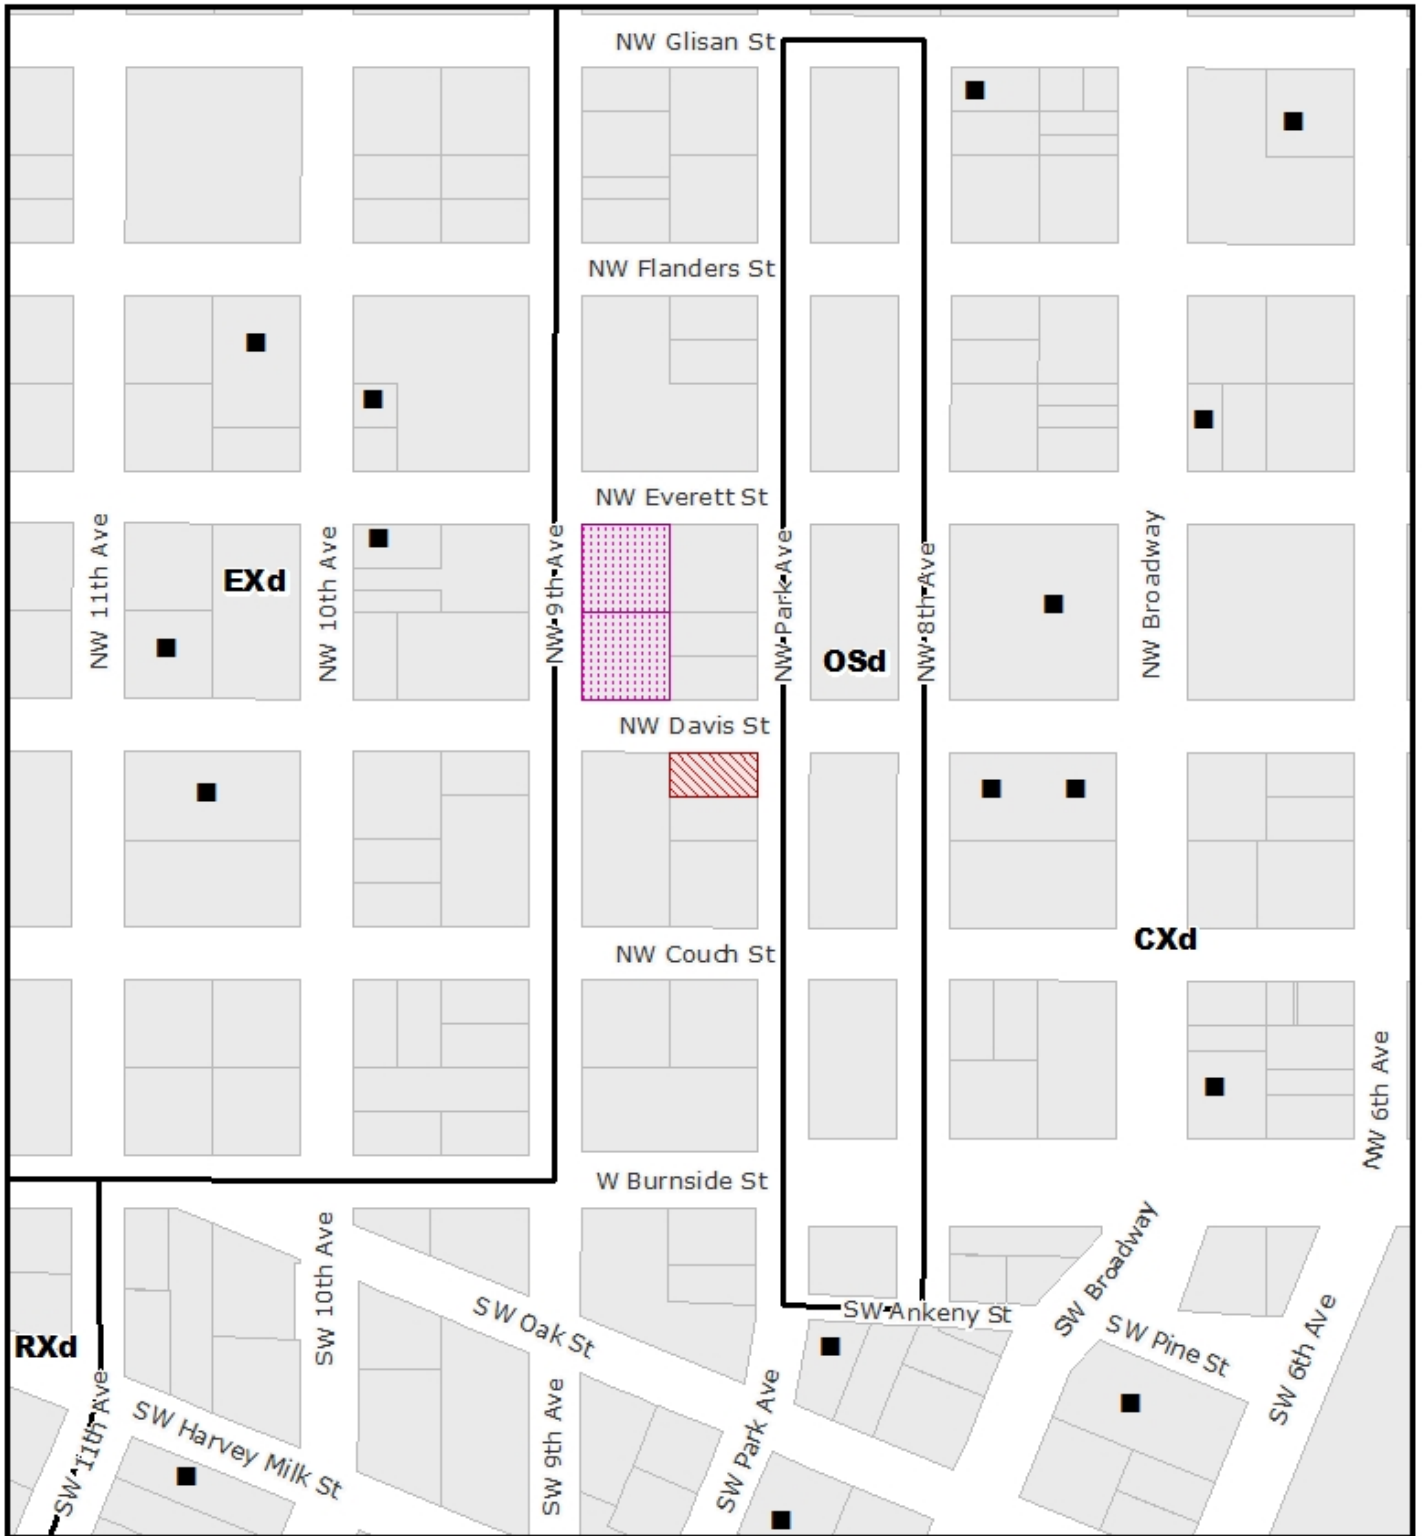 NW Glisan St
NW Flanders St
NW Everett St
NW 11th Ave
EXd
NW 10th Ave
NW 9th Ave
NW Park Ave
OSd
NW 8th Ave
NW Broadway
NW Davis St
CXd
NW Couch St
NW 6th Ave
W Burnside St
SW 10th Ave
SW Oak St
SW Ankeny St
SW Broadway
SW Pine St
SW 6th Ave
RXd
SW 11th Ave
SW Harvey Milk St
SW 9th Ave
SW Park Ave